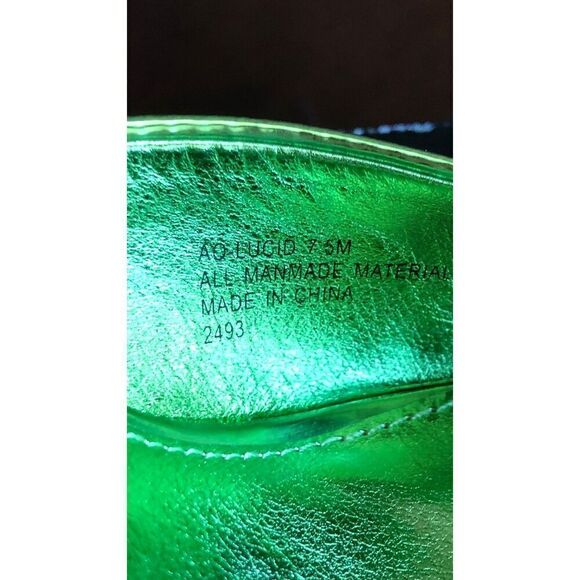 AO-LUCID 7.5M
ALL MANMADE MATERIAL
MADE IN CHINA
2493